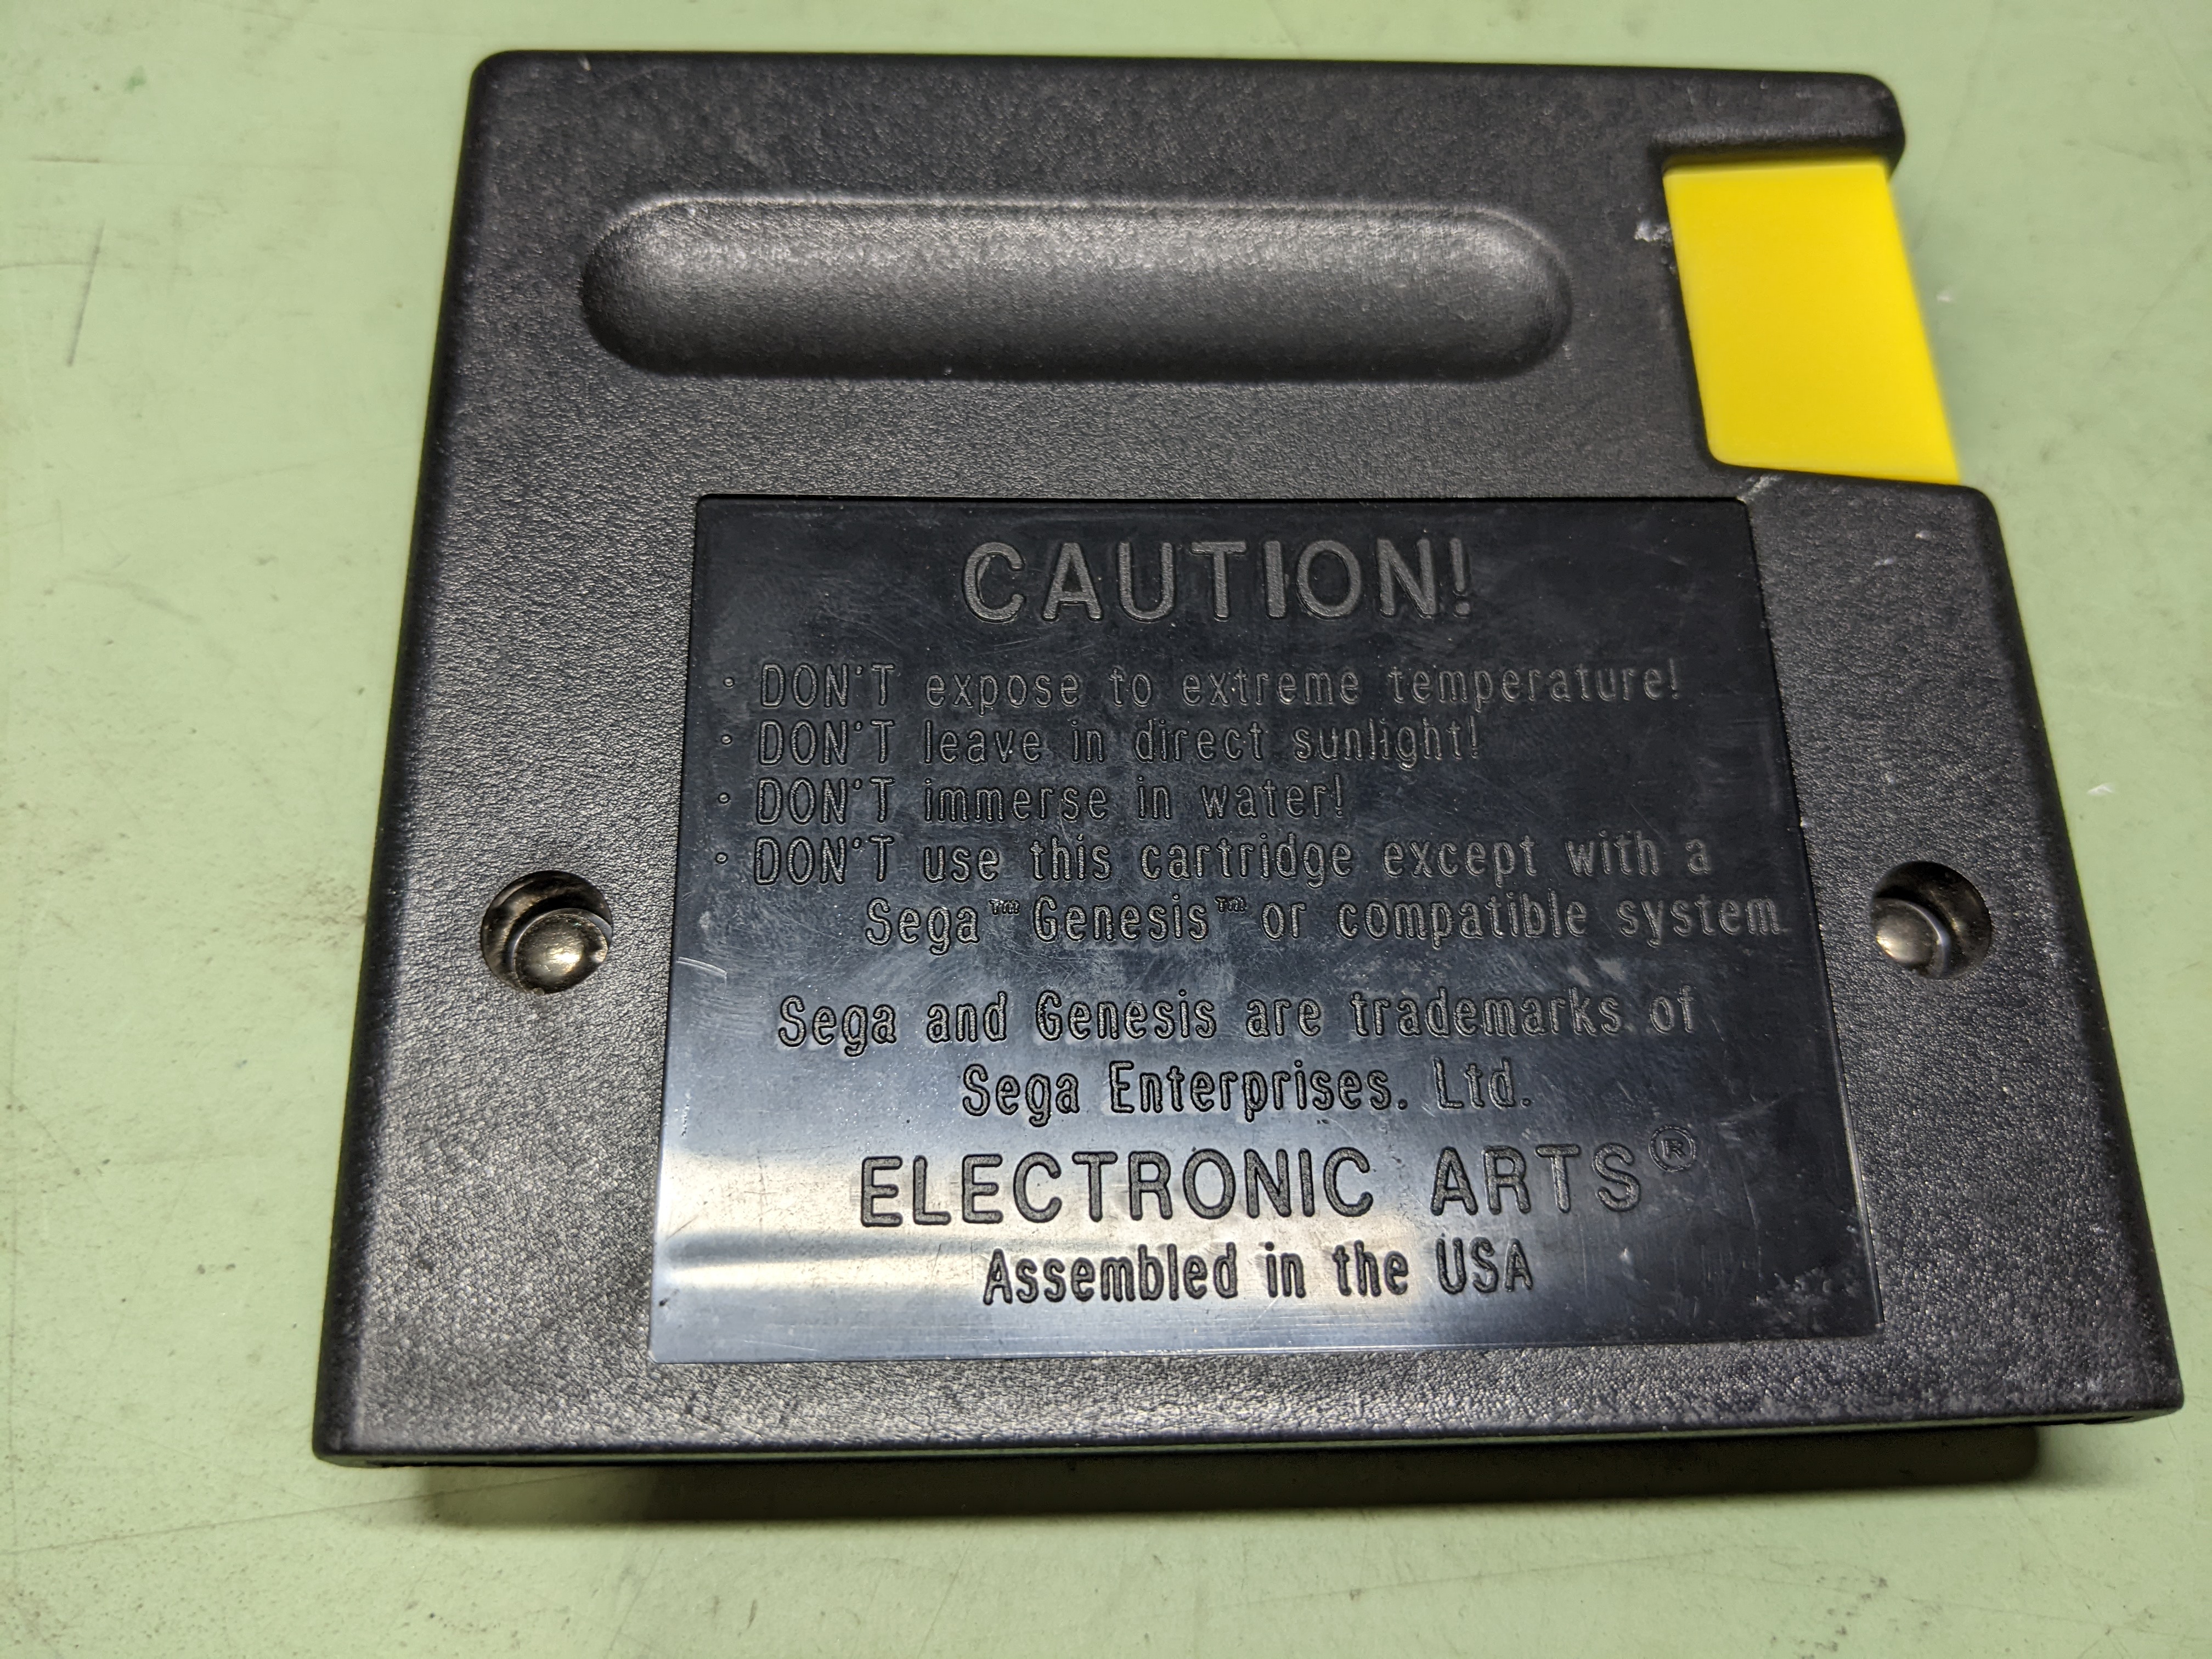 CAUTION!
· DON'T expose to extreme temperature!
· DON'T leave in direct sunlight!
· DON'T immerse in water!
· DON'T use this cartridge except with a
Sega™ Genesis™ or compatible system
Sega and Genesis are trademarks of
Sega Enterprises. Ltd.
ELECTRONIC ARTS®
Assembled in the USA